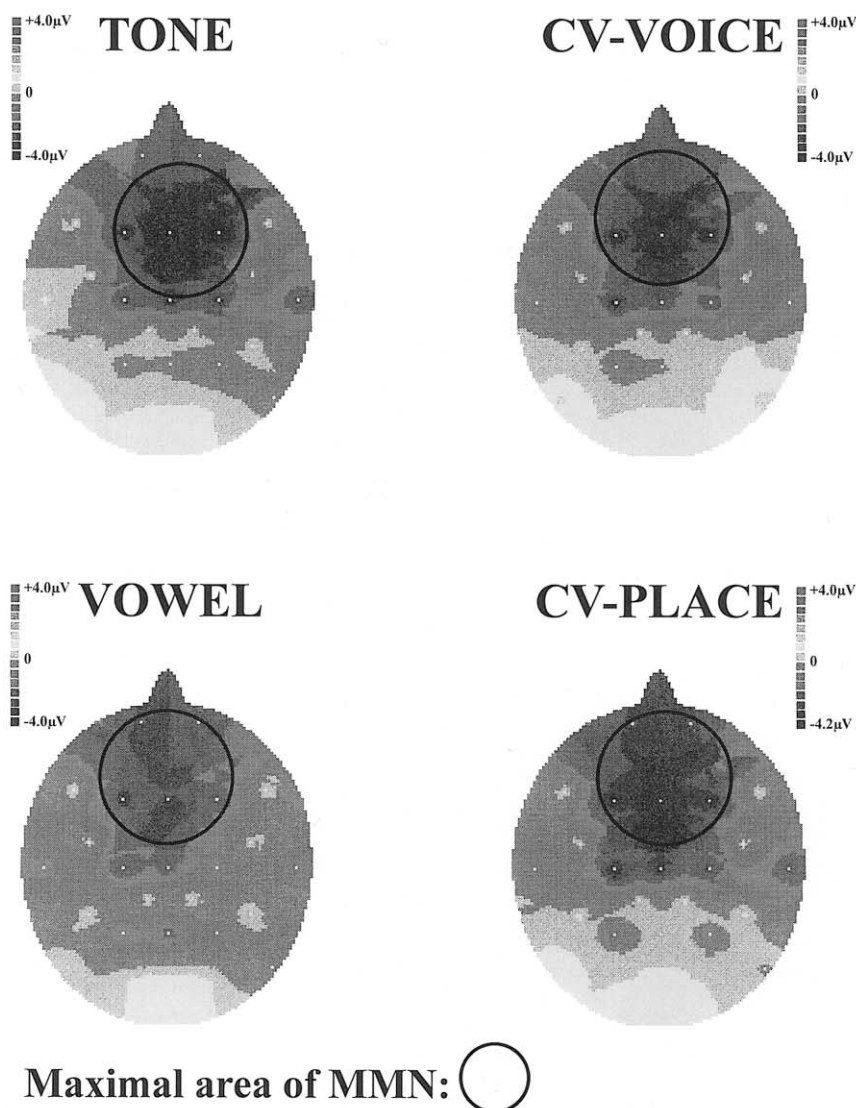 +4.0μV
TONE
0
-4.0μV
CV-VOICE
+4.0μV
0
-4.0μV
+4.0μV
VOWEL
0
-4.0μV
CV-PLACE
+4.0μV
0
-4.2μV
Maximal area of MMN: